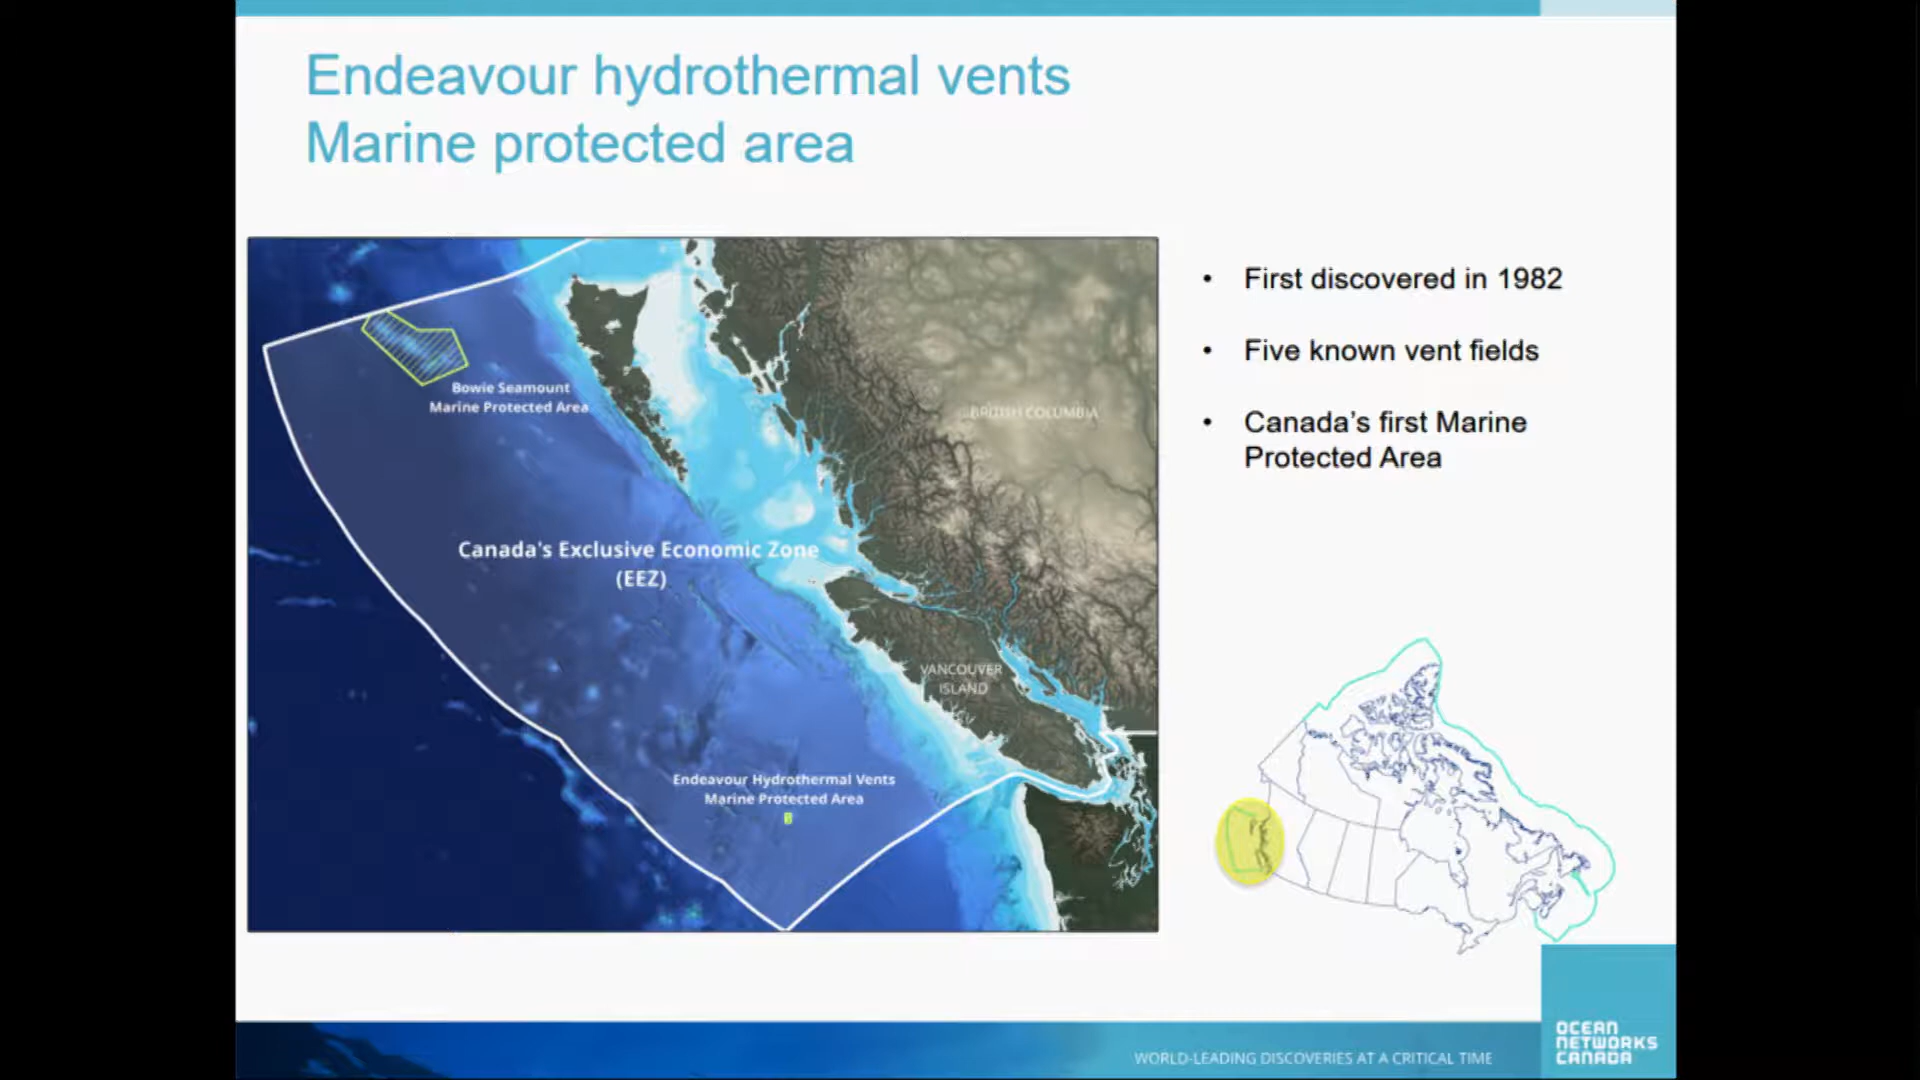 Endeavour hydrothermal vents
Marine protected area
Bowie Seamount
Marine Protected Area
BRITISH COLUMBIA
Canada's Exclusive Economic Zone
(EEZ)
VANCOUVER
ISLAND
Endeavour Hydrothermal Vents
Marine Protected Area
• First discovered in 1982
• Five known vent fields
• Canada's first Marine
Protected Area
WORLD-LEADING DISCOVERIES AT A CRITICAL TIME
OCEAN
NETWORKS
CANADA